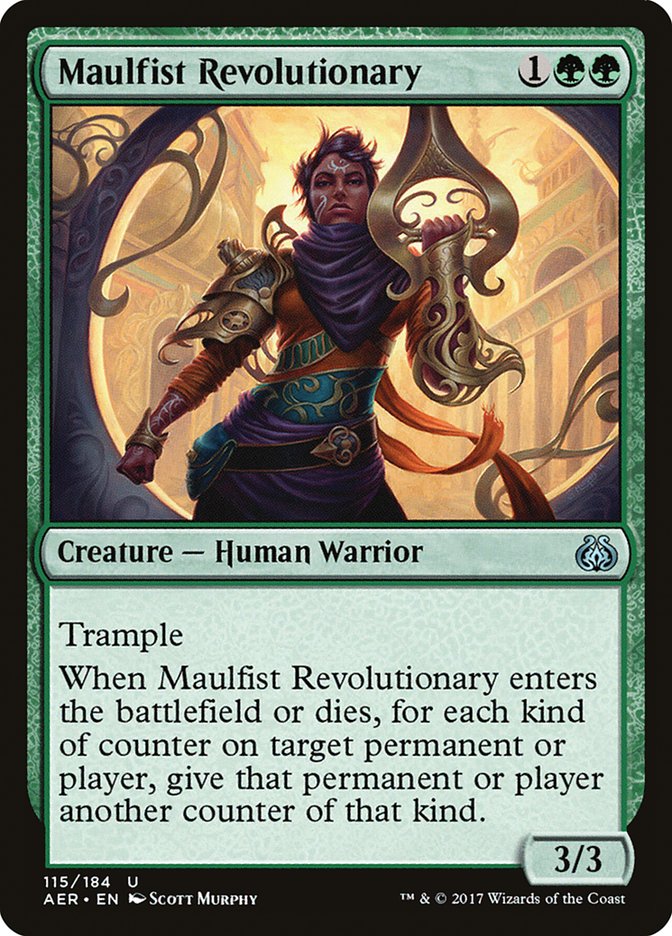 Maulfist Revolutionary 1
Creature — Human Warrior
Trample
When Maulfist Revolutionary enters
the battlefield or dies, for each kind
of counter on target permanent or
player, give that permanent or player
another counter of that kind.
3/3
115/184 U
AER • EN Scott Murphy
™ & © 2017 Wizards of the Coast